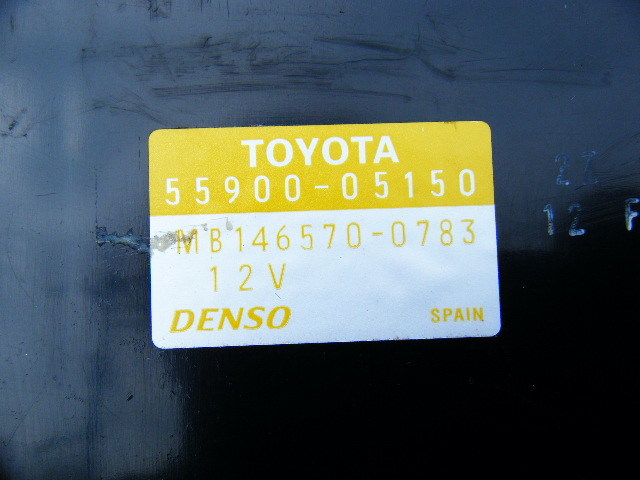 TOYOTA
55900-05150
MB146570-0783
12V
DENSO SPAIN
12 F